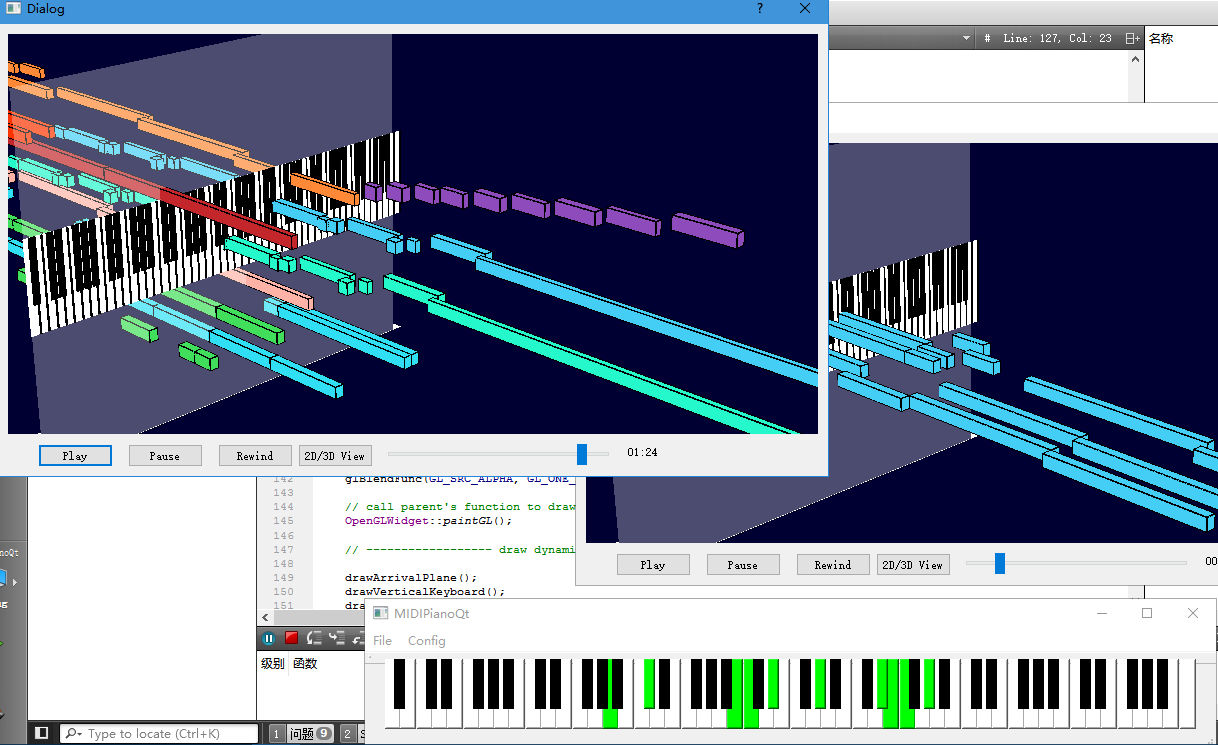 Dialog
?
# Line: 127, Col: 23
名称
Play
Pause
Rewind
2D/3D View
01:24
142 glBlendFunc(GL_SRC_ALPHA, GL_ONE_
143
144 // call parent's function to draw
145 OpenGLWidget::paintGL();
146
147 // ------------------ draw dynami
148
149 drawArrivalPlane();
150 drawVerticalKeyboard();
151
Play
Pause
Rewind
2D/3D View
00
noQt
MIDIPianoQt
File
Config
级别
函数
Type to locate (Ctrl+K)
1 问题 9
2